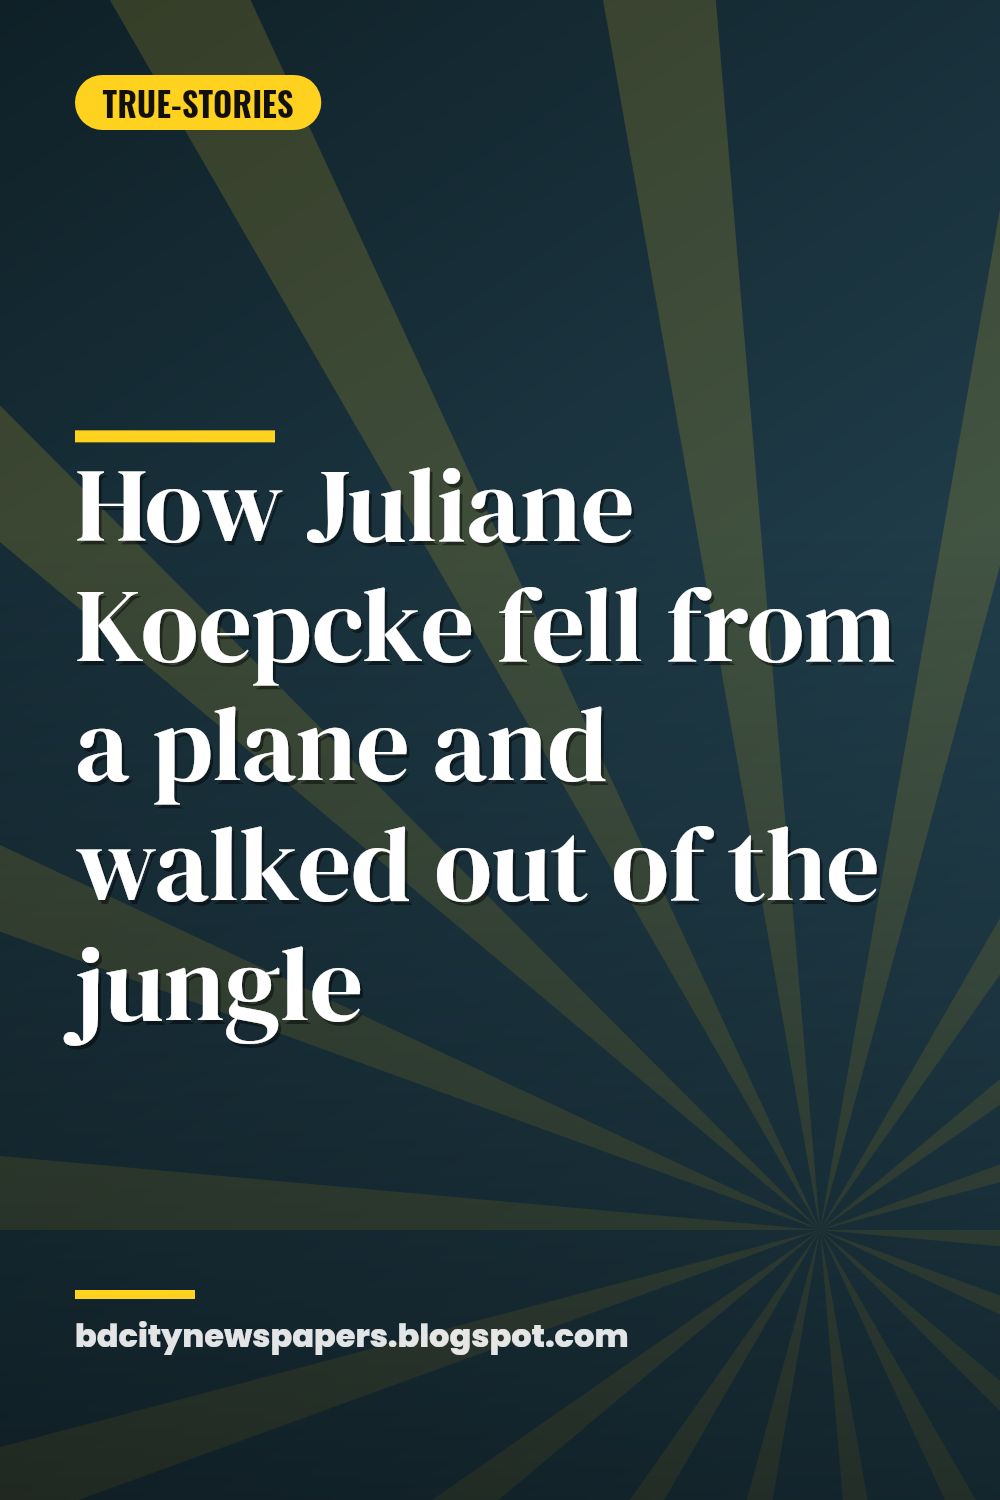 TRUE-STORIES
How Juliane
Koepcke fell from
a plane and
walked out of the
jungle
bdcitynewspapers.blogspot.com